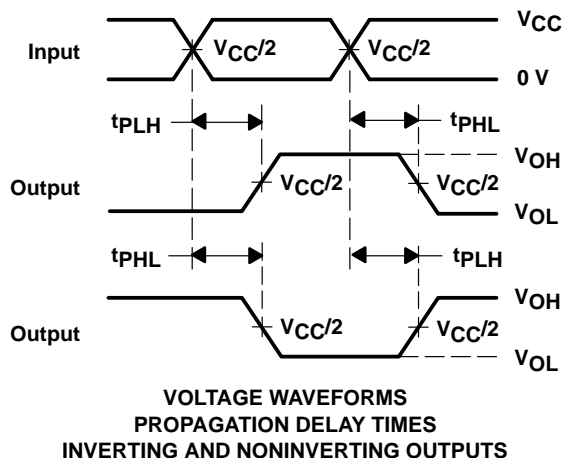 VCC
Input
VCC/2
VCC/2
0 V
tPLH
tPHL
VOH
Output
VCC/2
VCC/2
VOL
tPHL
tPLH
VOH
Output
VCC/2
VCC/2
VOL
VOLTAGE WAVEFORMS
PROPAGATION DELAY TIMES
INVERTING AND NONINVERTING OUTPUTS